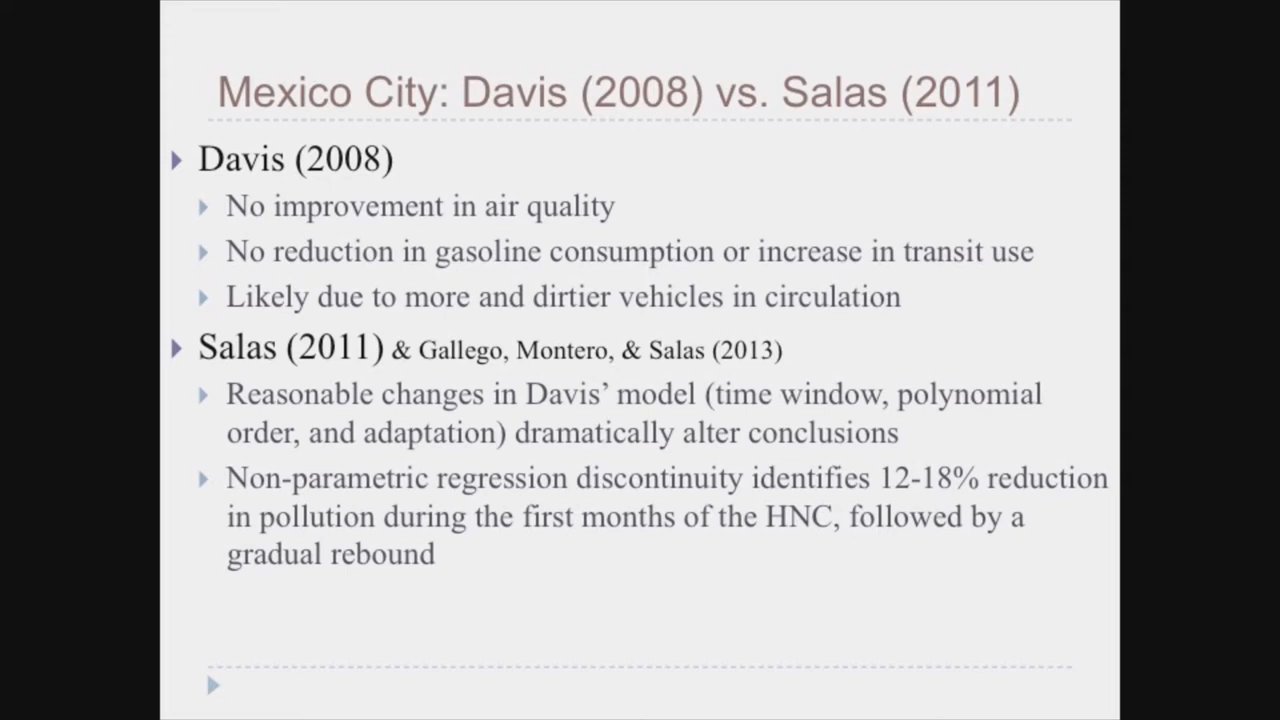 Mexico City: Davis (2008) vs. Salas (2011)
Davis (2008)
No improvement in air quality
No reduction in gasoline consumption or increase in transit use
Likely due to more and dirtier vehicles in circulation
Salas (2011) & Gallego, Montero, & Salas (2013)
Reasonable changes in Davis’ model (time window, polynomial
order, and adaptation) dramatically alter conclusions
Non-parametric regression discontinuity identifies 12-18% reduction
in pollution during the first months of the HNC, followed by a
gradual rebound